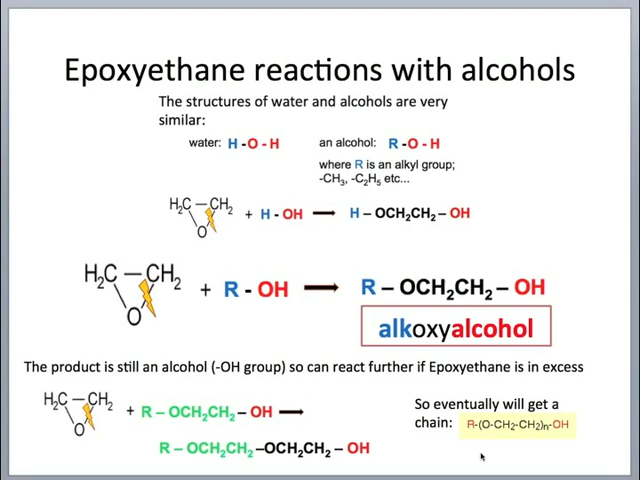 Epoxyethane reactions with alcohols
The structures of water and alcohols are very
similar:
water: H -O - H
an alcohol: R -O - H
where R is an alkyl group;
-CH₃, -C₂H₅ etc...
H₂C — CH₂
O
+ H - OH
H – OCH₂CH₂ – OH
H₂C — CH₂
O
+ R - OH
R – OCH₂CH₂ – OH
alkoxyalcohol
The product is still an alcohol (-OH group) so can react further if Epoxyethane is in excess
H₂C — CH₂
O
+ R – OCH₂CH₂ – OH
R – OCH₂CH₂ –OCH₂CH₂ – OH
So eventually will get a
chain: R-(O-CH₂-CH₂)ₙ-OH